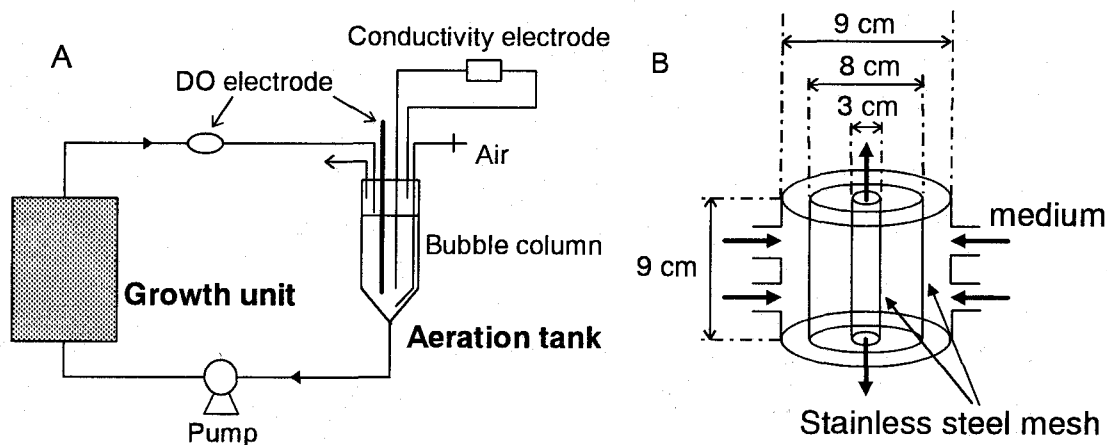 A
Conductivity electrode
DO electrode
Air
Bubble column
Growth unit
Aeration tank
Pump
B
9 cm
8 cm
3 cm
medium
9 cm
Stainless steel mesh